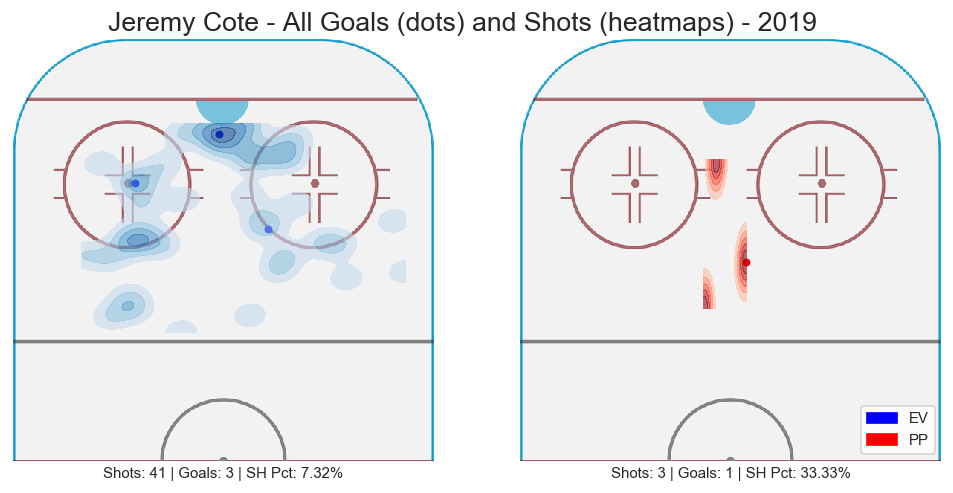 Jeremy Cote - All Goals (dots) and Shots (heatmaps) - 2019
EV
PP
Shots: 41 | Goals: 3 | SH Pct: 7.32%
Shots: 3 | Goals: 1 | SH Pct: 33.33%